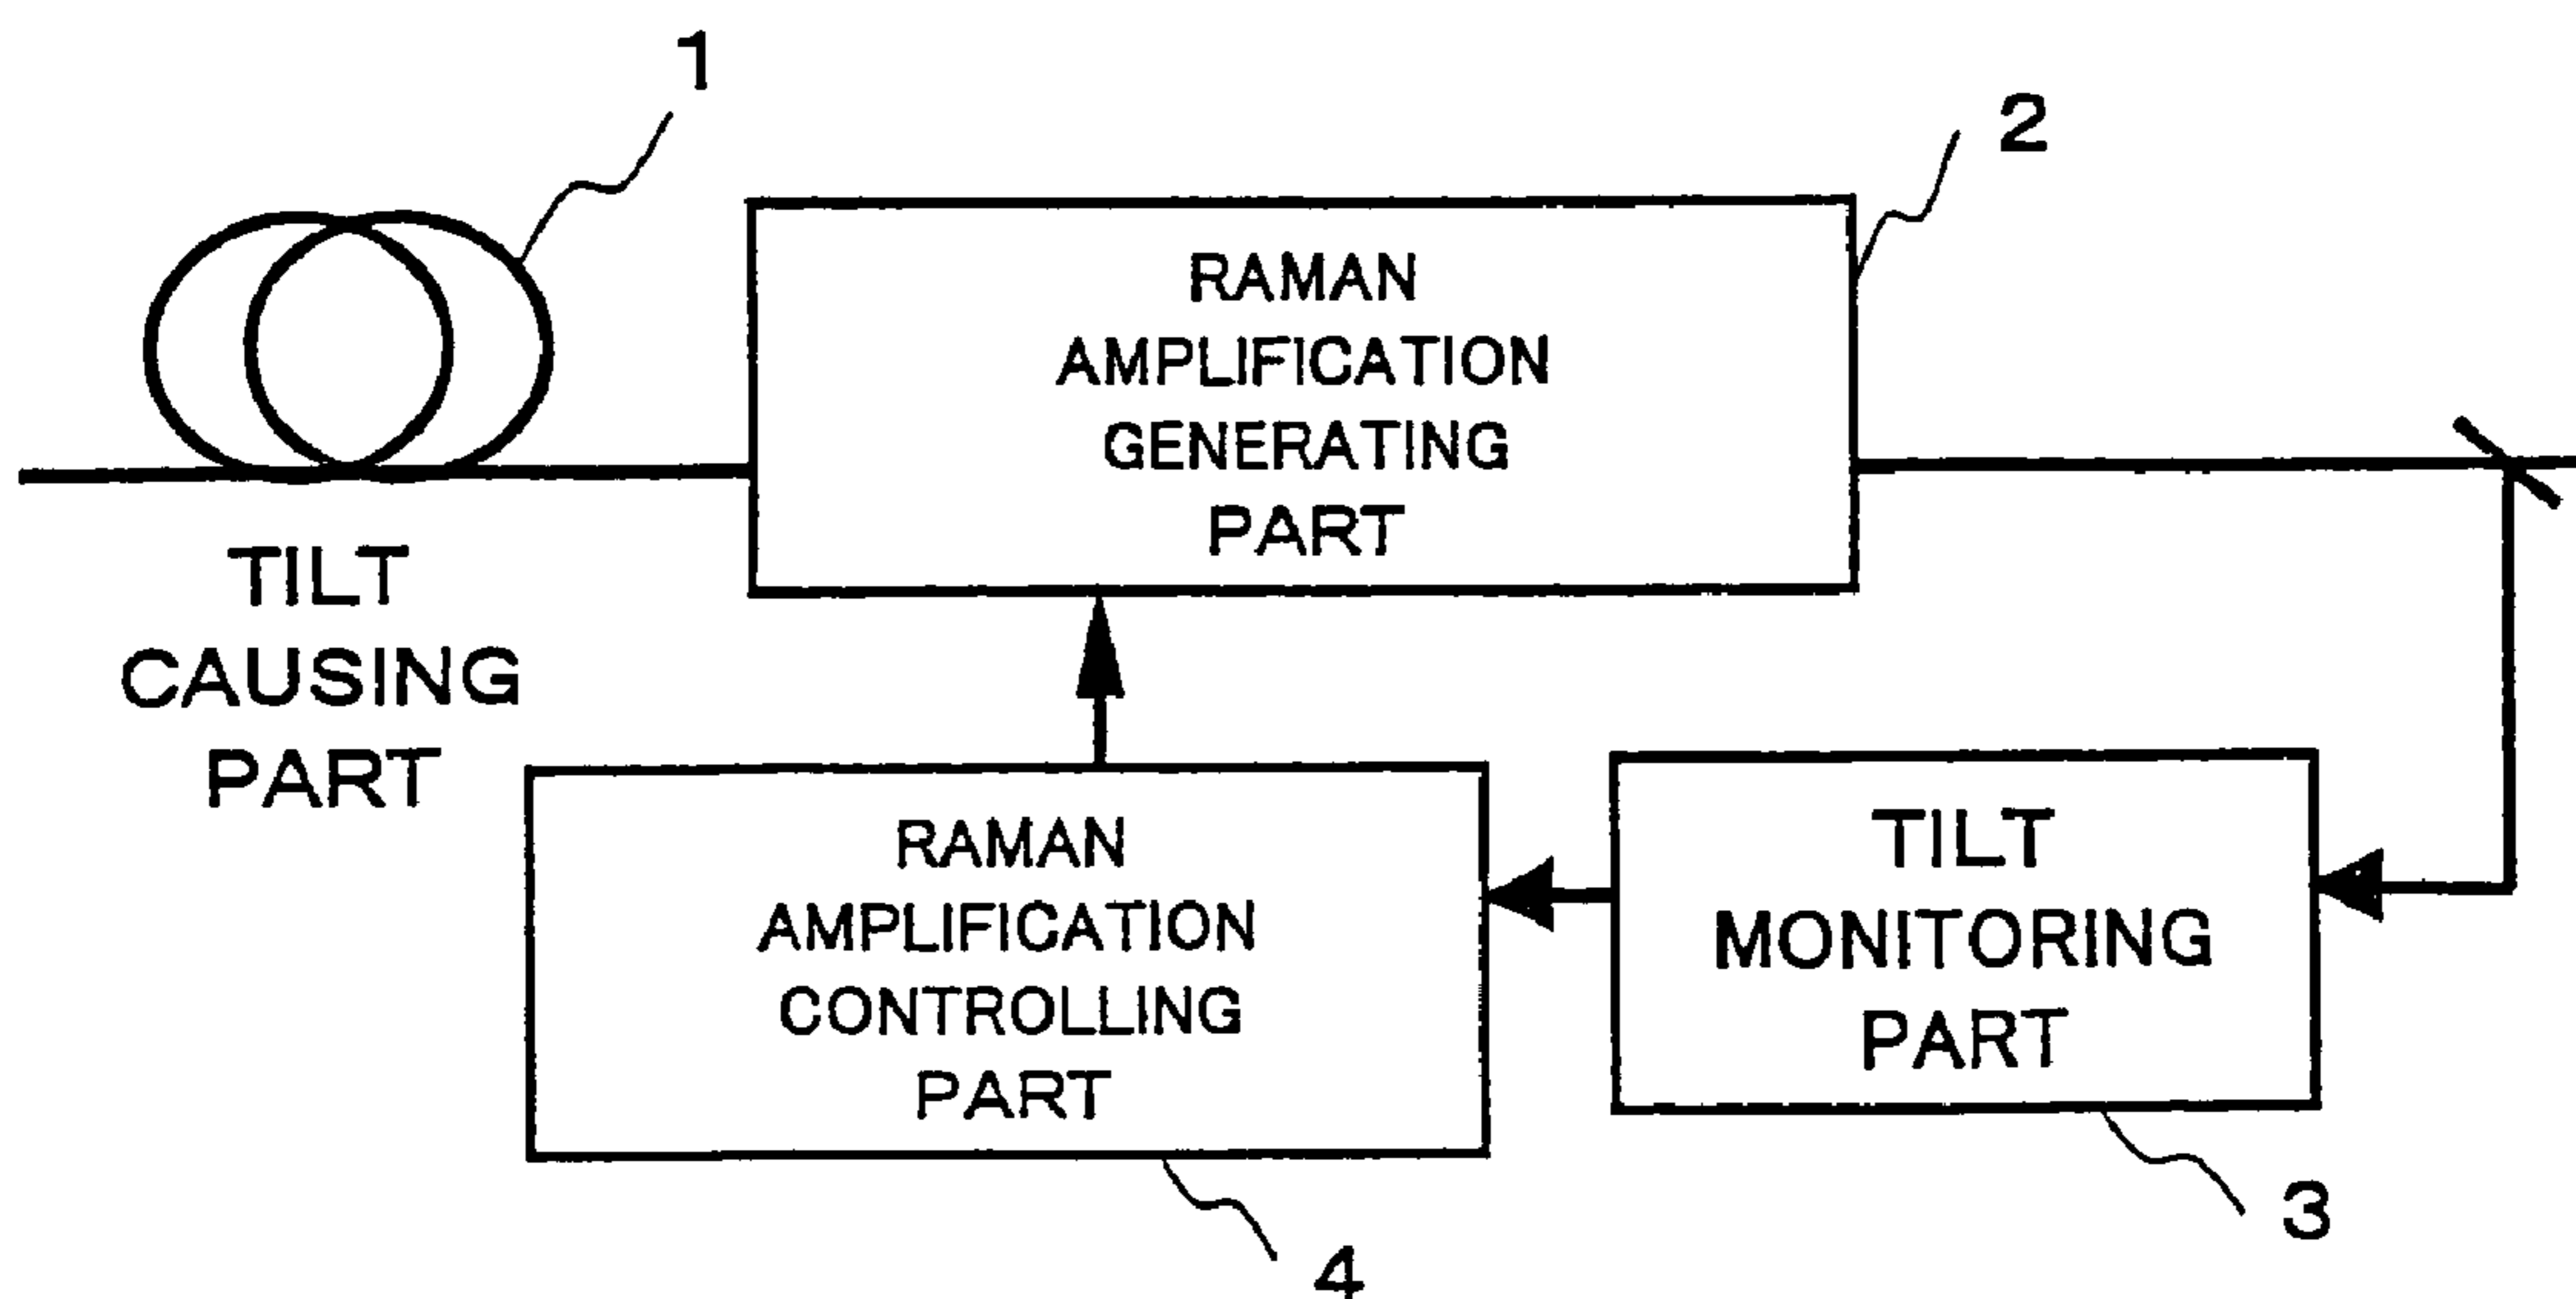 1
2
RAMAN
AMPLIFICATION
GENERATING
PART
TILT
CAUSING
PART
RAMAN
AMPLIFICATION
CONTROLLING
PART
TILT
MONITORING
PART
3
4